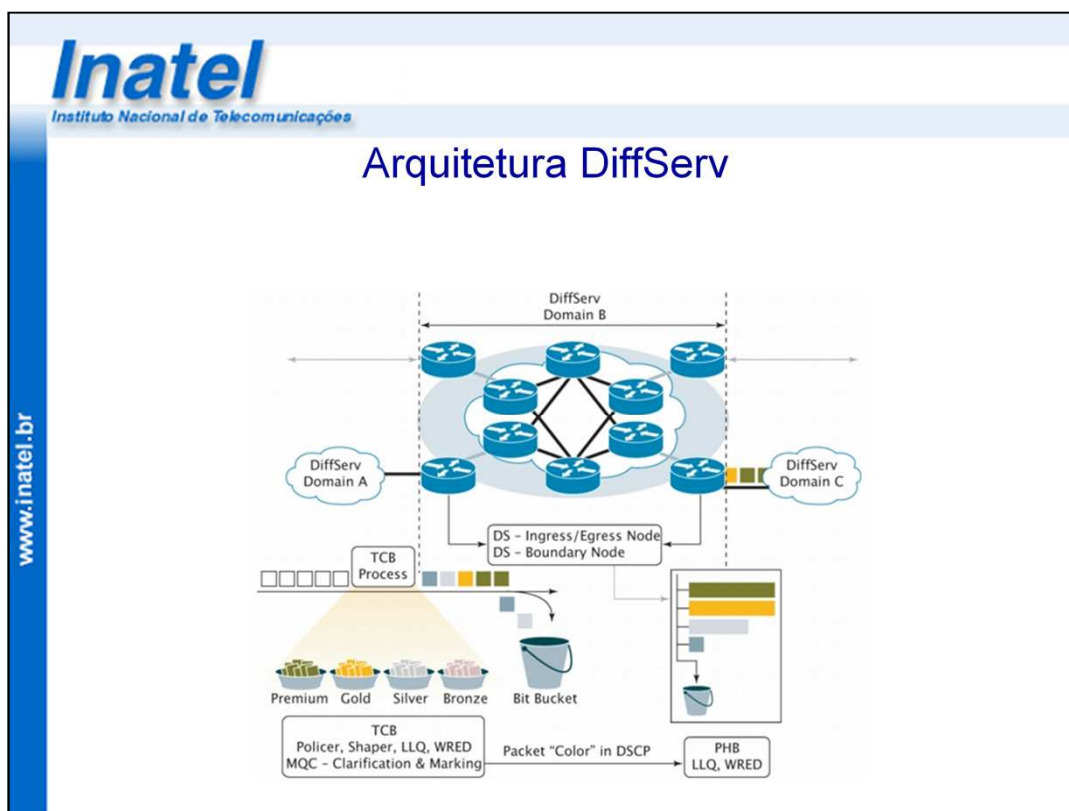 Inatel
Instituto Nacional de Telecomunicações
Arquitetura DiffServ
www.inatel.br
DiffServ
Domain B
DiffServ
Domain A
DiffServ
Domain C
DS – Ingress/Egress Node
DS – Boundary Node
TCB
Process
Premium
Gold
Silver
Bronze
Bit Bucket
TCB
Policer, Shaper, LLQ, WRED
MQC – Clarification & Marking
Packet “Color” in DSCP
PHB
LLQ, WRED